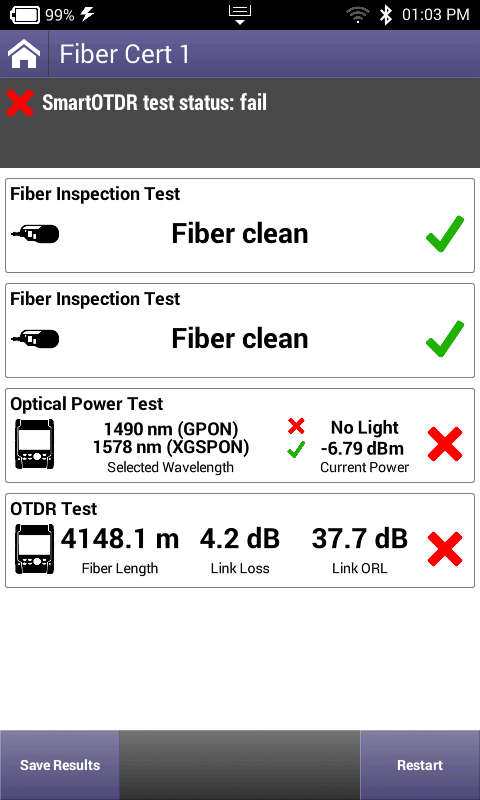 99%
01:03 PM
Fiber Cert 1
SmartOTDR test status: fail
Fiber Inspection Test
Fiber clean
Fiber Inspection Test
Fiber clean
Optical Power Test
1490 nm (GPON) No Light
1578 nm (XGSPON) -6.79 dBm
Selected Wavelength Current Power
OTDR Test
4148.1 m 4.2 dB 37.7 dB
Fiber Length Link Loss Link ORL
Save Results Restart